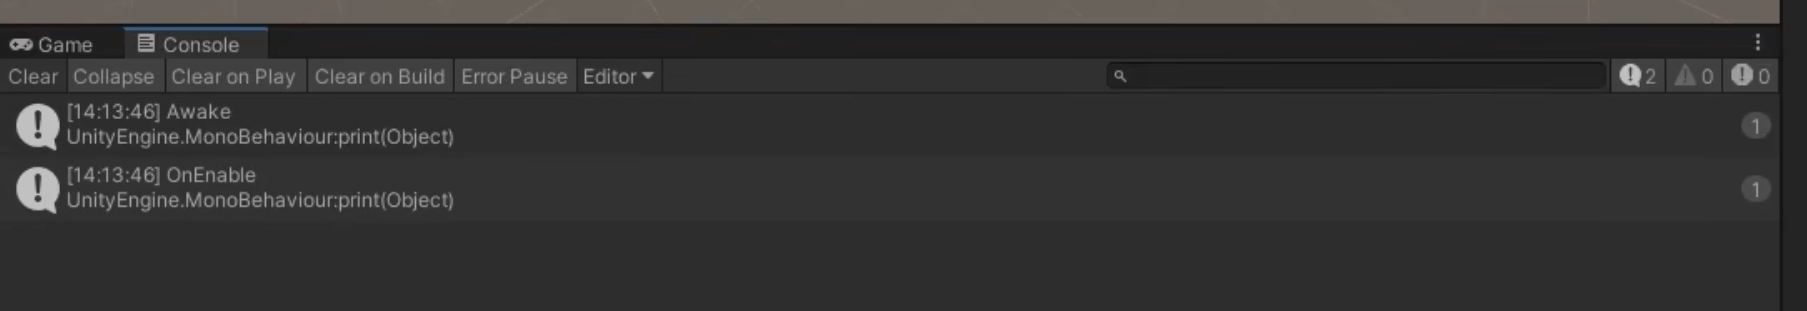 Game Console
Clear Collapse Clear on Play Clear on Build Error Pause Editor 2 0 0
[14:13:46] Awake
UnityEngine.MonoBehaviour:print(Object)
1
[14:13:46] OnEnable
UnityEngine.MonoBehaviour:print(Object)
1